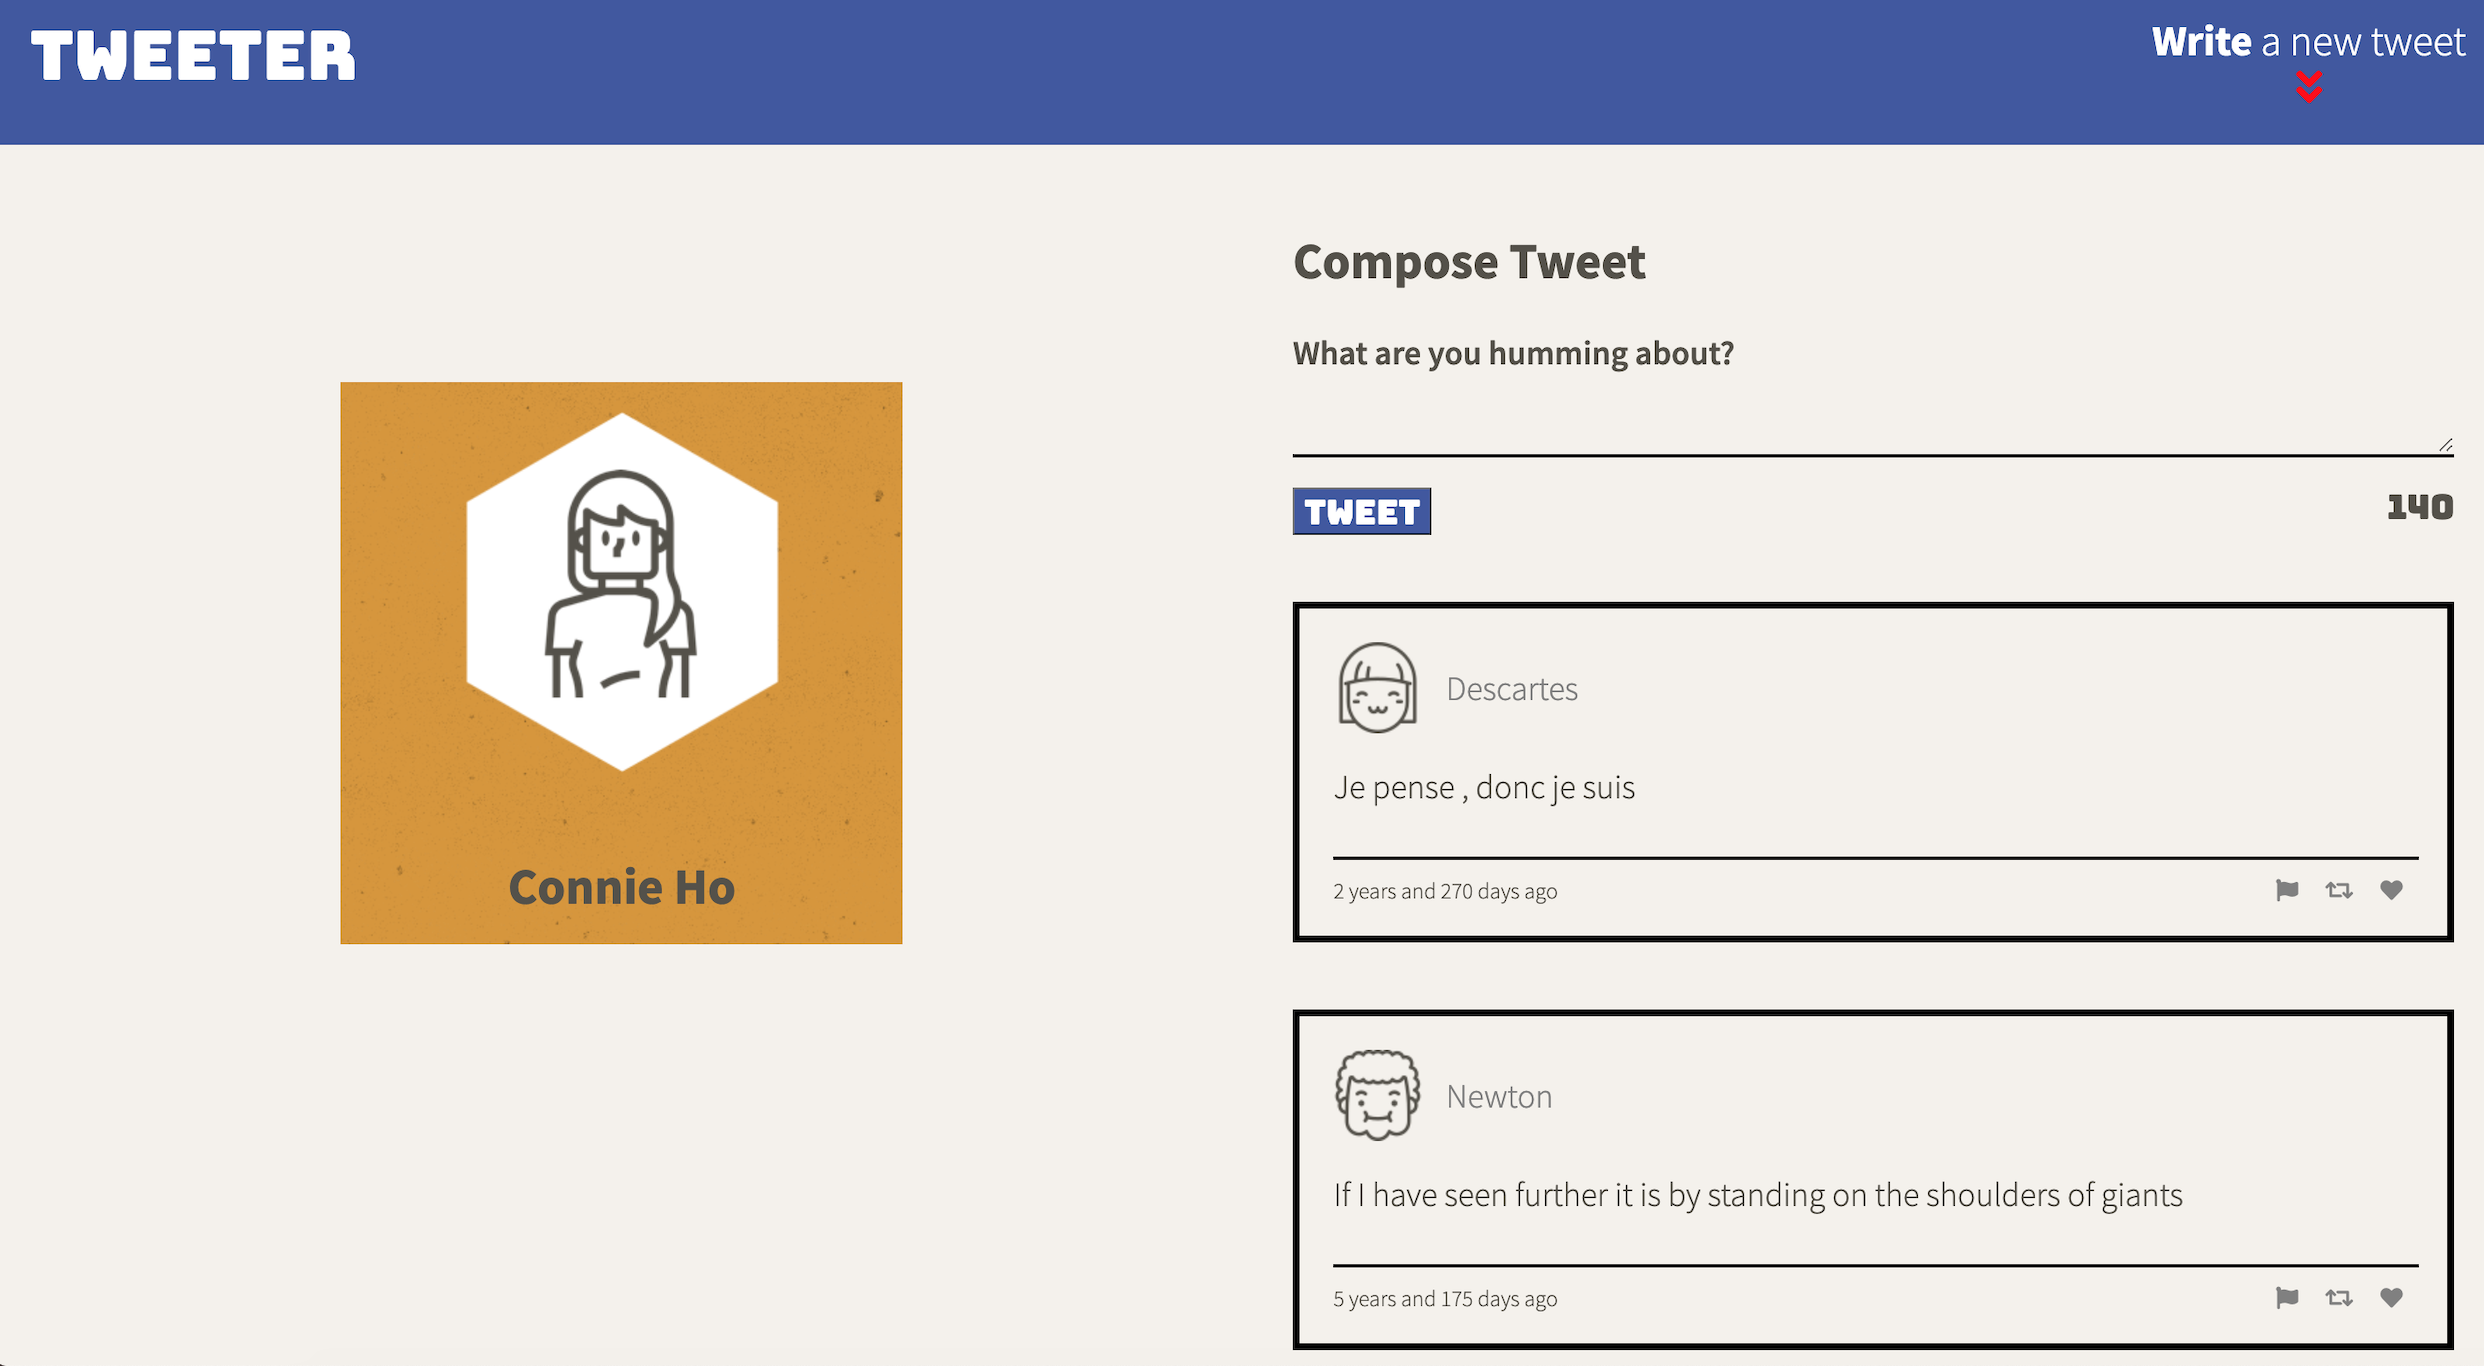 TWEETER
Write a new tweet
Connie Ho
Compose Tweet
What are you humming about?
TWEET
140
Descartes
Je pense , donc je suis
2 years and 270 days ago
Newton
If I have seen further it is by standing on the shoulders of giants
5 years and 175 days ago